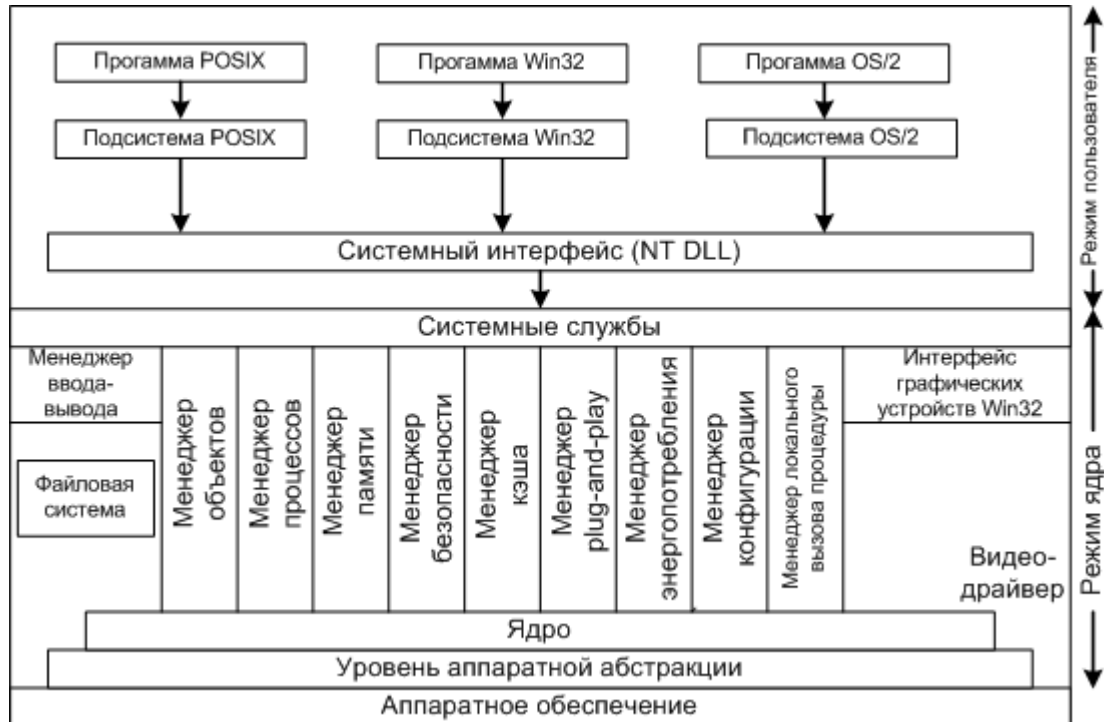 Прогамма POSIX
Прогамма Win32
Прогамма OS/2
Подсистема POSIX
Подсистема Win32
Подсистема OS/2
Системный интерфейс (NT DLL)
Режим пользователя
Системные службы
Менеджер
ввода-
вывода
Файловая
система
Менеджер
объектов
Менеджер
процессов
Менеджер
памяти
Менеджер
безопасности
Менеджер
кэша
Менеджер
plug-and-play
Менеджер
энергопотребления
Менеджер
конфигурации
Менеджер локального
вызова процедуры
Интерфейс
графических
устройств Win32
Видео-
драйвер
Режим ядра
Ядро
Уровень аппаратной абстракции
Аппаратное обеспечение